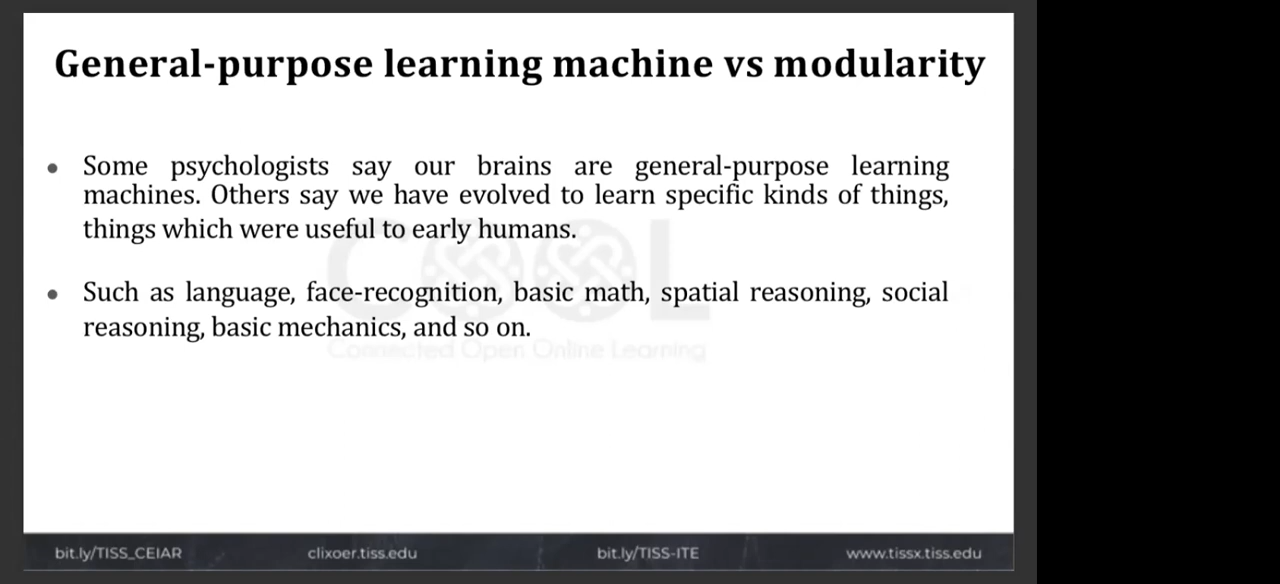 General-purpose learning machine vs modularity
Some psychologists say our brains are general-purpose learning
machines. Others say we have evolved to learn specific kinds of things,
things which were useful to early humans.
Such as language, face-recognition, basic math, spatial reasoning, social
reasoning, basic mechanics, and so on.
COOL
Connected Open Online Learning
bit.ly/TISS_CEIAR
clixoer.tiss.edu
bit.ly/TISS-ITE
www.tissx.tiss.edu